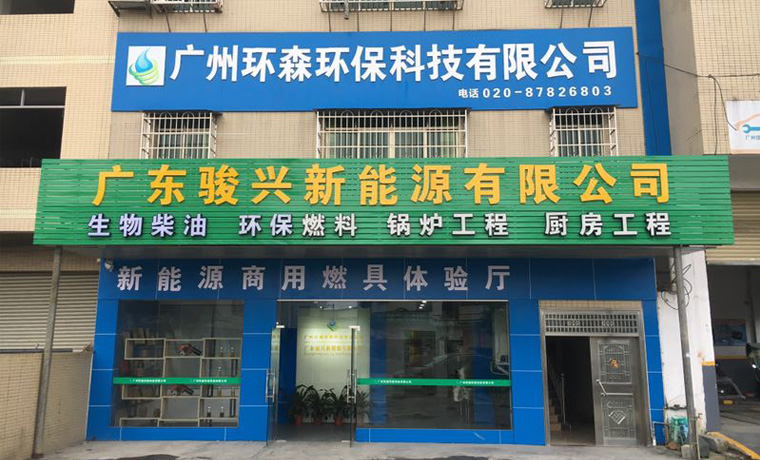 广州环森环保科技有限公司
电话 020-87826803
广东骏兴新能源有限公司
生物柴油 环保燃料 锅炉工程 厨房工程
新能源商用燃具体验厅